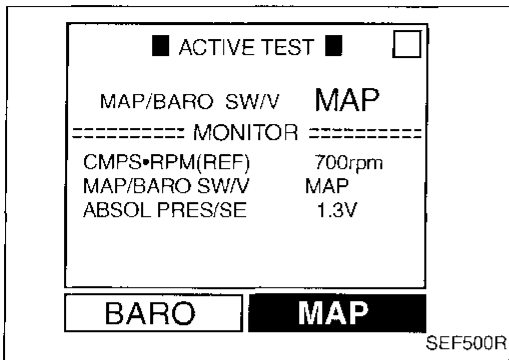 ■ ACTIVE TEST ■
MAP/BARO SW/V MAP
========== MONITOR ==========
CMPS•RPM(REF) 700rpm
MAP/BARO SW/V MAP
ABSOL PRES/SE 1.3V
BARO MAP
SEF500R